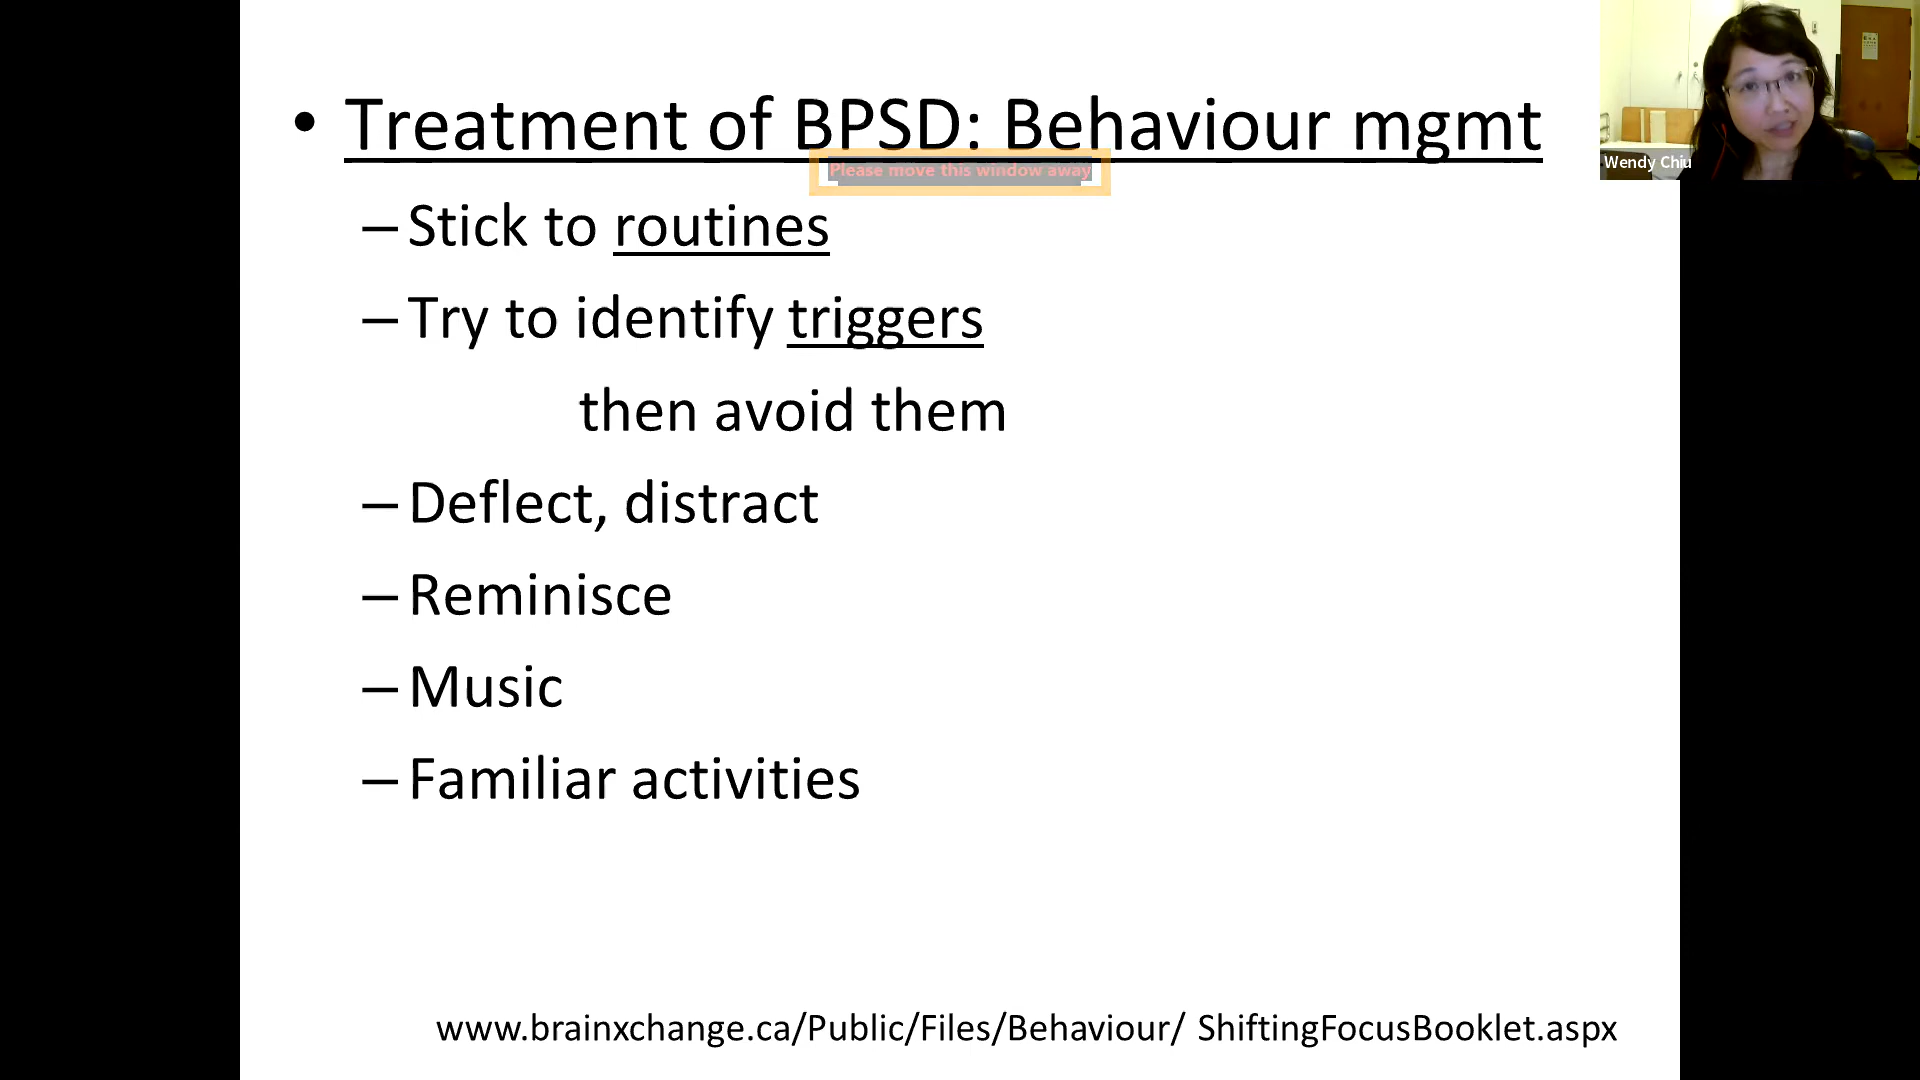 • Treatment of BPSD: Behaviour mgmt
Please move this window away
– Stick to routines
– Try to identify triggers
then avoid them
– Deflect, distract
– Reminisce
– Music
– Familiar activities
www.brainxchange.ca/Public/Files/Behaviour/ ShiftingFocusBooklet.aspx
Wendy Chiu